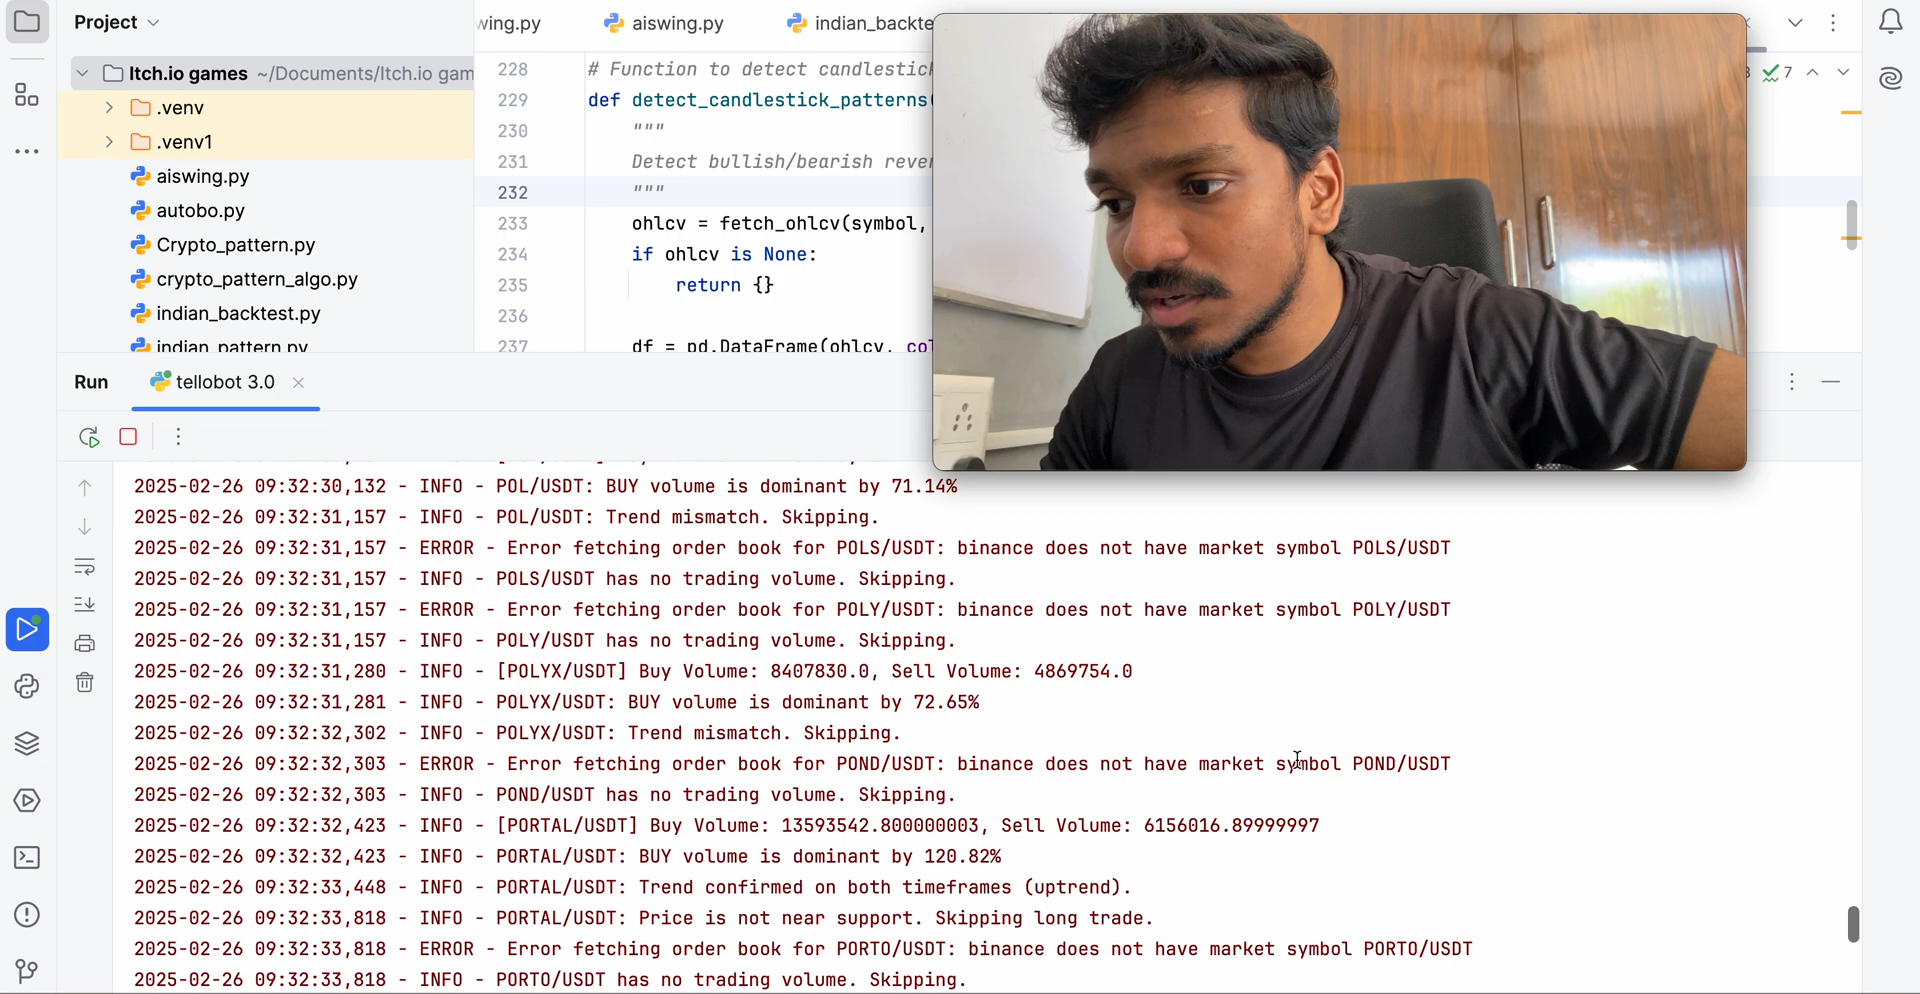 Project
wing.py
aiswing.py
indian_backte
Itch.io games ~/Documents/Itch.io gam
.venv
.venv1
aiswing.py
autobo.py
Crypto_pattern.py
crypto_pattern_algo.py
indian_backtest.py
indian_pattern.py
228 # Function to detect candlestick
229 def detect_candlestick_patterns(
230 """
231 Detect bullish/bearish rever
232 """
233 ohlcv = fetch_ohlcv(symbol,
234 if ohlcv is None:
235 return {}
236
237 df = pd.DataFrame(ohlcv, col
7
Run
tellobot 3.0
2025-02-26 09:32:30,132 - INFO - POL/USDT: BUY volume is dominant by 71.14%
2025-02-26 09:32:31,157 - INFO - POL/USDT: Trend mismatch. Skipping.
2025-02-26 09:32:31,157 - ERROR - Error fetching order book for POLS/USDT: binance does not have market symbol POLS/USDT
2025-02-26 09:32:31,157 - INFO - POLS/USDT has no trading volume. Skipping.
2025-02-26 09:32:31,157 - ERROR - Error fetching order book for POLY/USDT: binance does not have market symbol POLY/USDT
2025-02-26 09:32:31,157 - INFO - POLY/USDT has no trading volume. Skipping.
2025-02-26 09:32:31,280 - INFO - [POLYX/USDT] Buy Volume: 8407830.0, Sell Volume: 4869754.0
2025-02-26 09:32:31,281 - INFO - POLYX/USDT: BUY volume is dominant by 72.65%
2025-02-26 09:32:32,302 - INFO - POLYX/USDT: Trend mismatch. Skipping.
2025-02-26 09:32:32,303 - ERROR - Error fetching order book for POND/USDT: binance does not have market symbol POND/USDT
2025-02-26 09:32:32,303 - INFO - POND/USDT has no trading volume. Skipping.
2025-02-26 09:32:32,423 - INFO - [PORTAL/USDT] Buy Volume: 13593542.800000003, Sell Volume: 6156016.89999997
2025-02-26 09:32:32,423 - INFO - PORTAL/USDT: BUY volume is dominant by 120.82%
2025-02-26 09:32:33,448 - INFO - PORTAL/USDT: Trend confirmed on both timeframes (uptrend).
2025-02-26 09:32:33,818 - INFO - PORTAL/USDT: Price is not near support. Skipping long trade.
2025-02-26 09:32:33,818 - ERROR - Error fetching order book for PORTO/USDT: binance does not have market symbol PORTO/USDT
2025-02-26 09:32:33,818 - INFO - PORTO/USDT has no trading volume. Skipping.